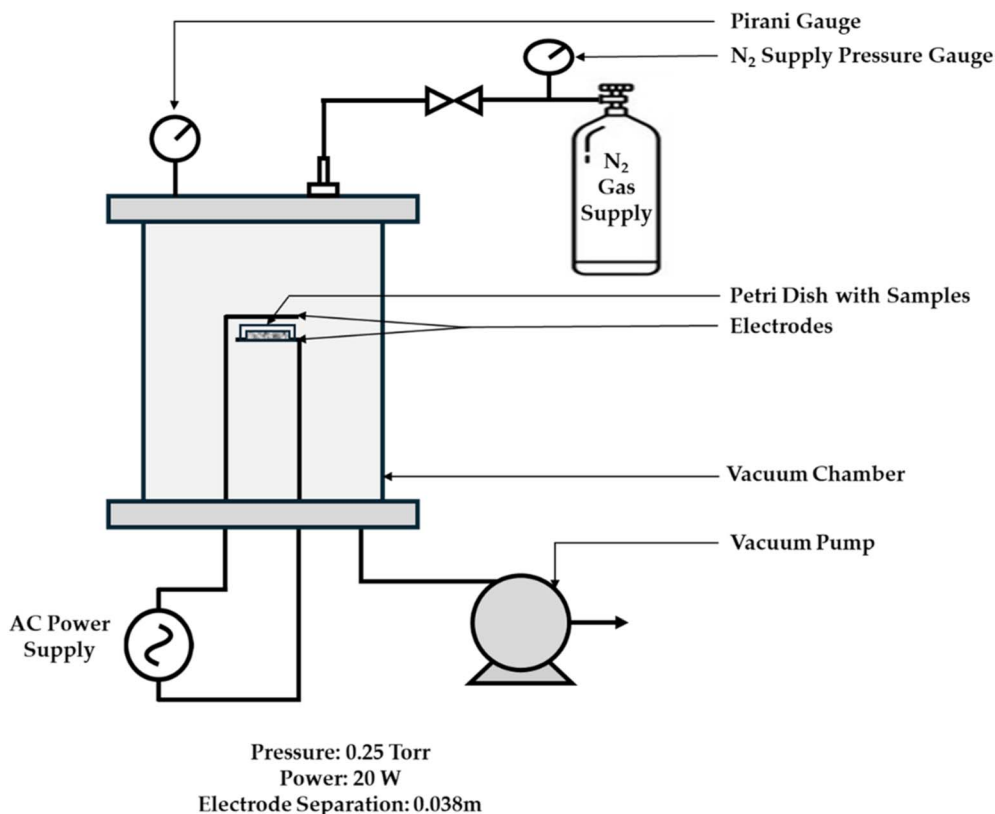 Pirani Gauge
N₂ Supply Pressure Gauge
N₂
Gas
Supply
Petri Dish with Samples
Electrodes
Vacuum Chamber
Vacuum Pump
AC Power
Supply
Pressure: 0.25 Torr
Power: 20 W
Electrode Separation: 0.038m